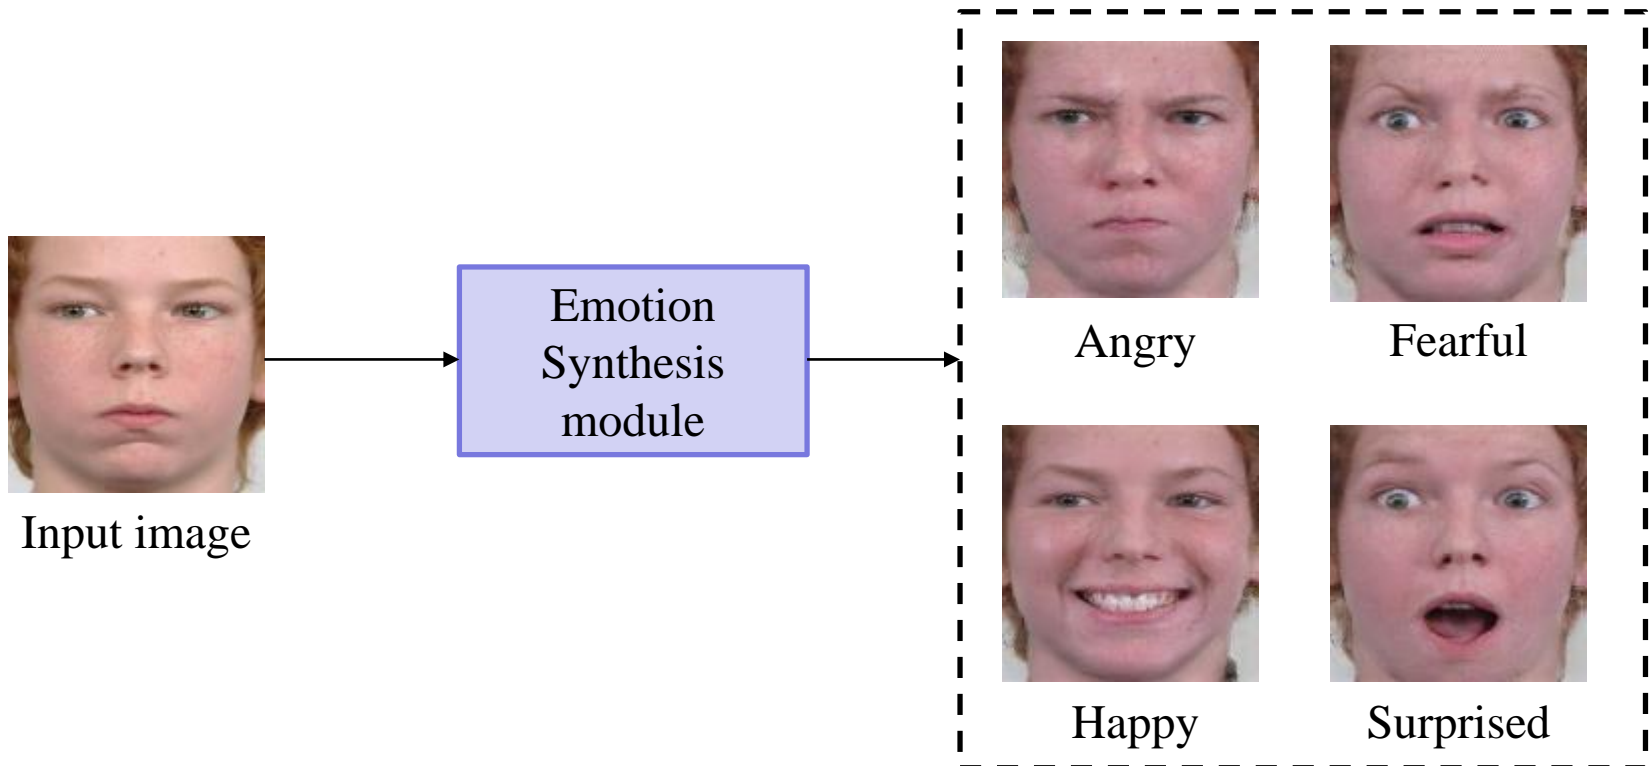 Angry
Fearful
Emotion
Synthesis
module
Input image
Happy
Surprised